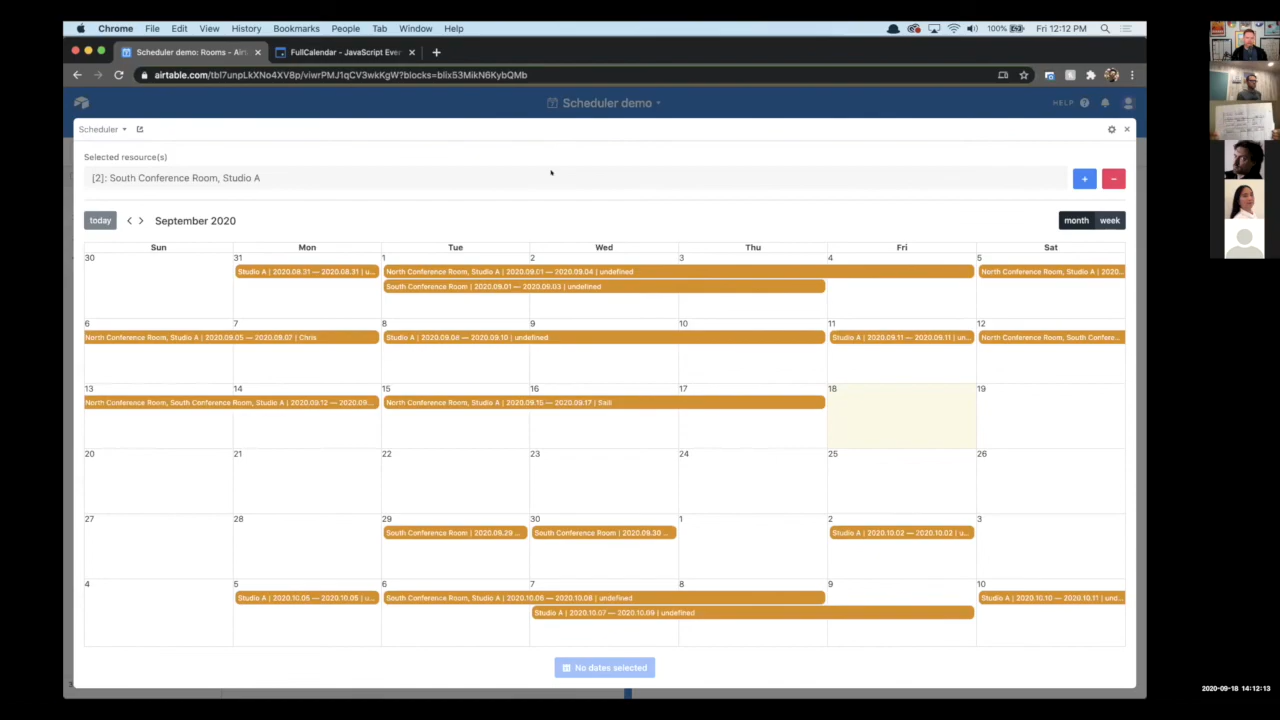 Chrome File Edit View History Bookmarks People Tab Window Help 100% Fri 12:12 PM
Scheduler demo: Rooms - Air FullCalendar - JavaScript Ever
airtable.com/tbl7unpLkXNo4XV8p/viwrPMJ1qCV3wkKgW?blocks=blix53MikN6KybQMb
Scheduler demo HELP
Scheduler
Selected resource(s)
[2]: South Conference Room, Studio A
+ −
today < > September 2020 month week
Sun Mon Tue Wed Thu Fri Sat
30 31 1 2 3 4 5
Studio A | 2020.08.31 — 2020.08.31 | u... North Conference Room, Studio A | 2020.09.01 — 2020.09.04 | undefined North Conference Room, Studio A | 2020...
South Conference Room | 2020.09.01 — 2020.09.03 | undefined
6 7 8 9 10 11 12
North Conference Room, Studio A | 2020.09.05 — 2020.09.07 | Chris Studio A | 2020.09.08 — 2020.09.10 | undefined Studio A | 2020.09.11 — 2020.09.11 | un... North Conference Room, South Confere...
13 14 15 16 17 18 19
North Conference Room, South Conference Room, Studio A | 2020.09.12 — 2020.09... North Conference Room, Studio A | 2020.09.15 — 2020.09.17 |
20 21 22 23 24 25 26
27 28 29 30 1 2 3
South Conference Room | 2020.09.29 ... South Conference Room | 2020.09.30 ... Studio A | 2020.10.02 — 2020.10.02 | u...
4 5 6 7 8 9 10
Studio A | 2020.10.05 — 2020.10.05 | u... South Conference Room, Studio A | 2020.10.06 — 2020.10.08 | undefined Studio A | 2020.10.10 — 2020.10.11 | und...
Studio A | 2020.10.07 — 2020.10.09 | undefined
No dates selected
2020-09-18 14:12:13